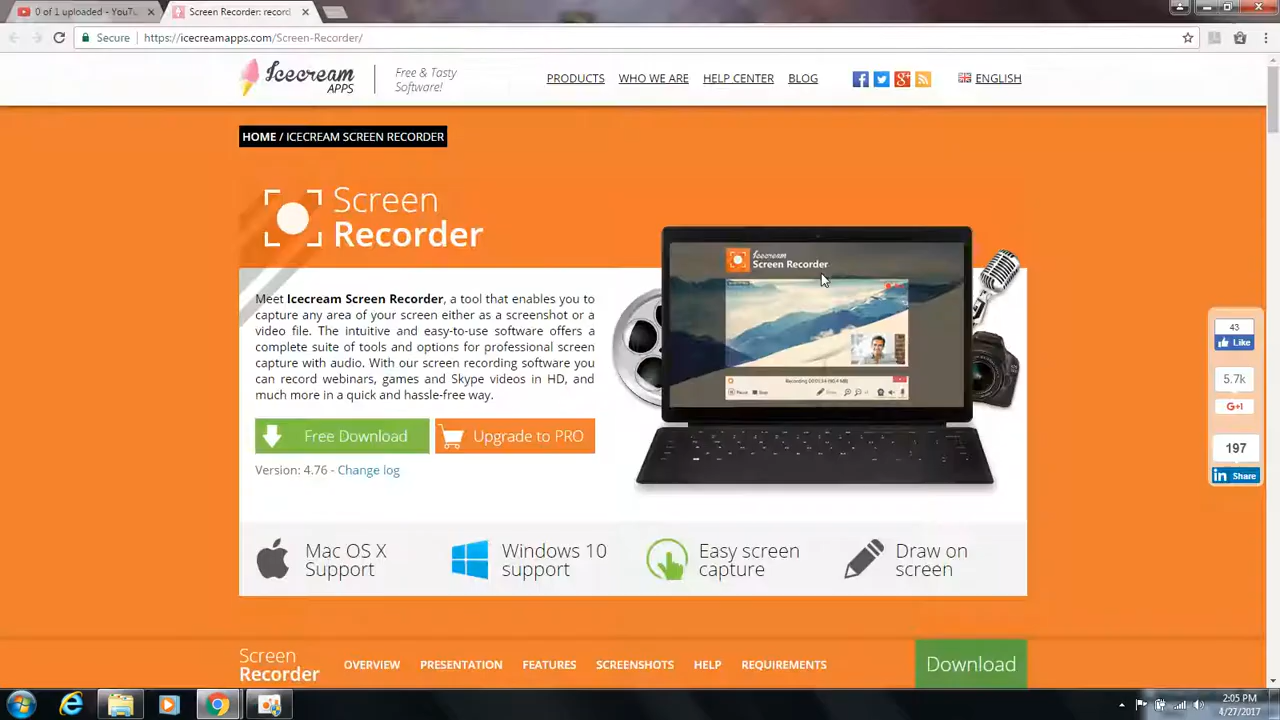 0 of 1 uploaded - YouTu
Screen Recorder: record
Secure
https://icecreamapps.com/Screen-Recorder/
Icecream
APPS
Free & Tasty
Software!
PRODUCTS
WHO WE ARE
HELP CENTER
BLOG
ENGLISH
HOME / ICECREAM SCREEN RECORDER
Screen
Recorder
Icecream
Screen Recorder
Meet Icecream Screen Recorder, a tool that enables you to
capture any area of your screen either as a screenshot or a
video file. The intuitive and easy-to-use software offers a
complete suite of tools and options for professional screen
capture with audio. With our screen recording software you
can record webinars, games and Skype videos in HD, and
much more in a quick and hassle-free way.
Free Download
Upgrade to PRO
Version: 4.76 - Change log
43
Like
5.7k
G+1
197
in Share
Mac OS X
Support
Windows 10
support
Easy screen
capture
Draw on
screen
Screen
Recorder
OVERVIEW
PRESENTATION
FEATURES
SCREENSHOTS
HELP
REQUIREMENTS
Download
2:05 PM
4/27/2017